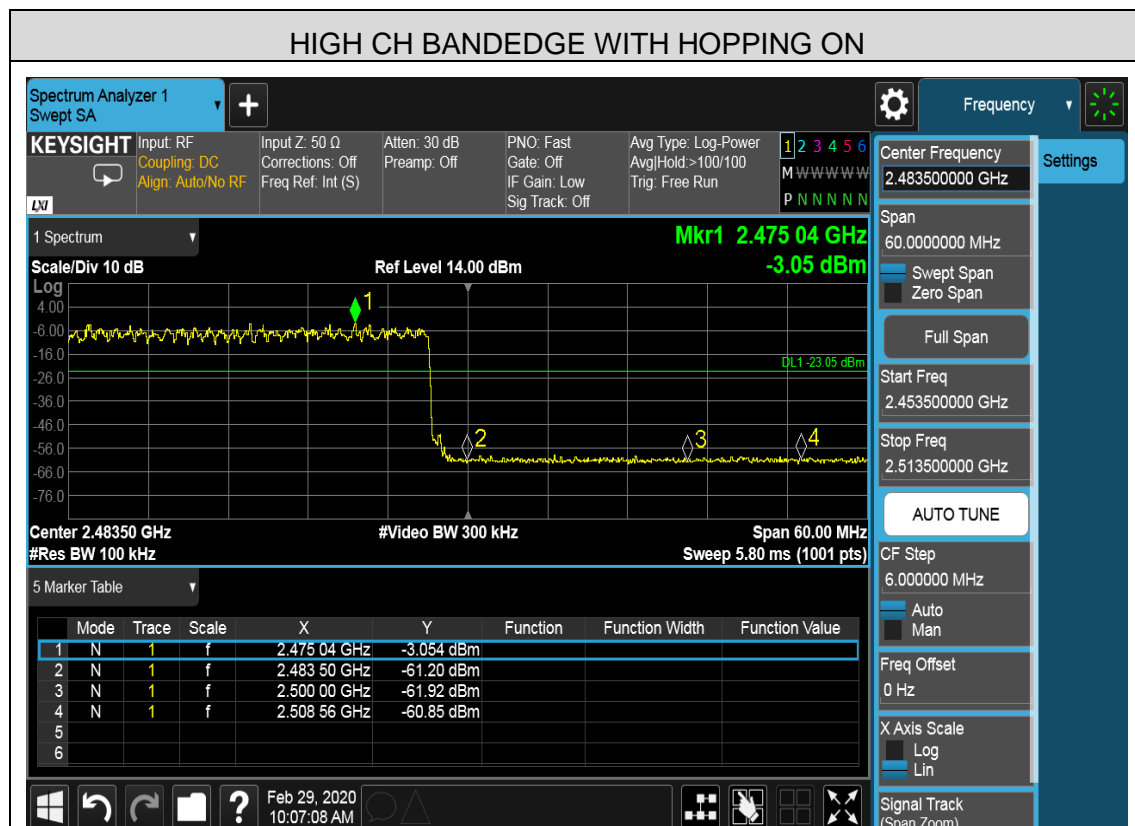 HIGH CH BANDEDGE WITH HOPPING ON
Spectrum Analyzer 1
Swept SA
Frequency
KEYSIGHT
LXI
Input: RF
Coupling: DC
Align: Auto/No RF
Input Z: 50 Ω
Corrections: Off
Freq Ref: Int (S)
Atten: 30 dB
Preamp: Off
PNO: Fast
Gate: Off
IF Gain: Low
Sig Track: Off
Avg Type: Log-Power
Avg|Hold:>100/100
Trig: Free Run
1 2 3 4 5 6
M W W W W W
P N N N N N
1 Spectrum
Mkr1 2.475 04 GHz
Scale/Div 10 dB
Ref Level 14.00 dBm
-3.05 dBm
Log
4.00
-6.00
-16.0
-26.0
-36.0
-46.0
-56.0
-66.0
-76.0
1
DL1 -23.05 dBm
2
3
4
Center 2.48350 GHz
#Video BW 300 kHz
Span 60.00 MHz
#Res BW 100 kHz
Sweep 5.80 ms (1001 pts)
5 Marker Table
Mode Trace Scale X Y Function Function Width Function Value
1 N 1 f 2.475 04 GHz -3.054 dBm
2 N 1 f 2.483 50 GHz -61.20 dBm
3 N 1 f 2.500 00 GHz -61.92 dBm
4 N 1 f 2.508 56 GHz -60.85 dBm
5
6
Feb 29, 2020
10:07:08 AM
Center Frequency
2.483500000 GHz
Settings
Span
60.0000000 MHz
Swept Span
Zero Span
Full Span
Start Freq
2.453500000 GHz
Stop Freq
2.513500000 GHz
AUTO TUNE
CF Step
6.000000 MHz
Auto
Man
Freq Offset
0 Hz
X Axis Scale
Log
Lin
Signal Track
(Span Zoom)